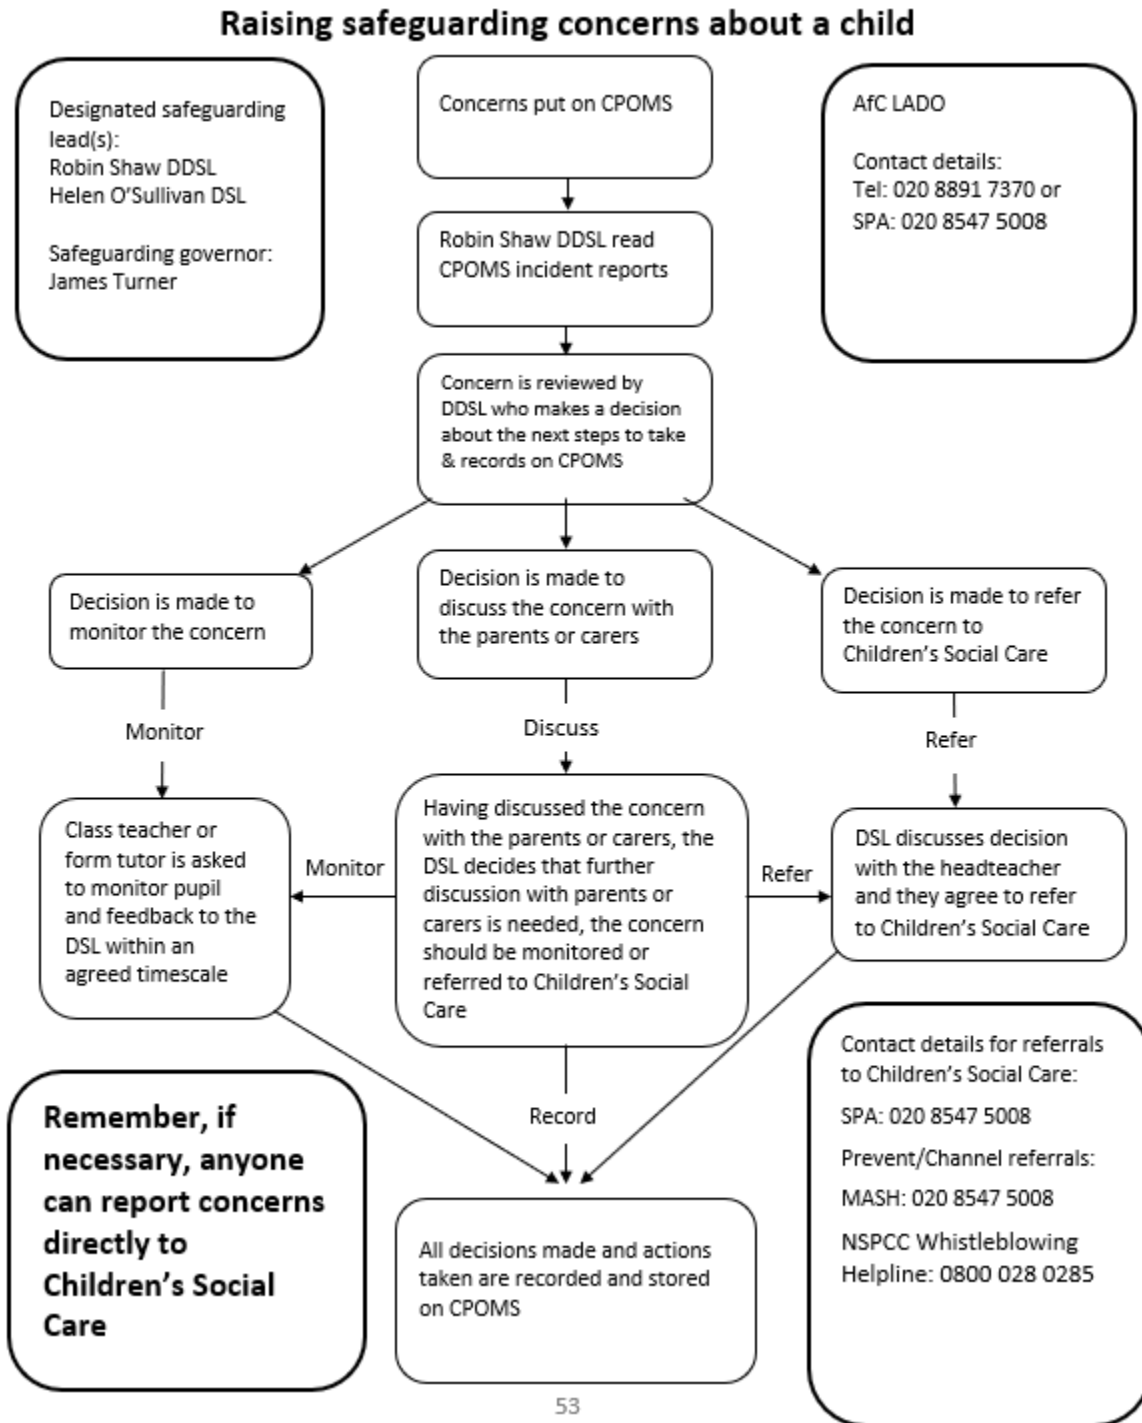 Raising safeguarding concerns about a child
Designated safeguarding
lead(s):
Robin Shaw DDSL
Helen O'Sullivan DSL
Safeguarding governor:
James Turner
Concerns put on CPOMS
AfC LADO
Contact details:
Tel: 020 8891 7370 or
SPA: 020 8547 5008
Robin Shaw DDSL read
CPOMS incident reports
Concern is reviewed by
DDSL who makes a decision
about the next steps to take
& records on CPOMS
Decision is made to
monitor the concern
Decision is made to
discuss the concern with
the parents or carers
Decision is made to refer
the concern to
Children's Social Care
Monitor
Discuss
Refer
Class teacher or
form tutor is asked
to monitor pupil
and feedback to the
DSL within an
agreed timescale
Monitor
Having discussed the concern
with the parents or carers, the
DSL decides that further
discussion with parents or
carers is needed, the concern
should be monitored or
referred to Children's Social
Care
Refer
DSL discusses decision
with the headteacher
and they agree to refer
to Children's Social Care
Remember, if
necessary, anyone
can report concerns
directly to
Children's Social
Care
Record
Contact details for referrals
to Children's Social Care:
SPA: 020 8547 5008
Prevent/Channel referrals:
MASH: 020 8547 5008
NSPCC Whistleblowing
Helpline: 0800 028 0285
All decisions made and actions
taken are recorded and stored
on CPOMS
53